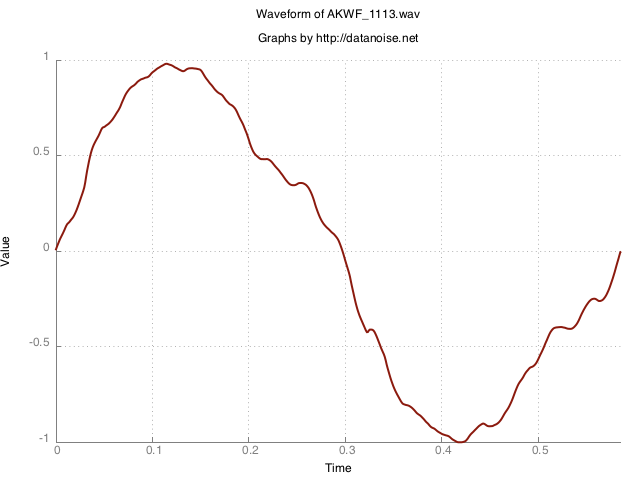 Waveform of AKWF_1113.wav
Graphs by http://datanoise.net
1
0.5
0
-0.5
-1
Value
0
0.1
0.2
0.3
0.4
0.5
Time